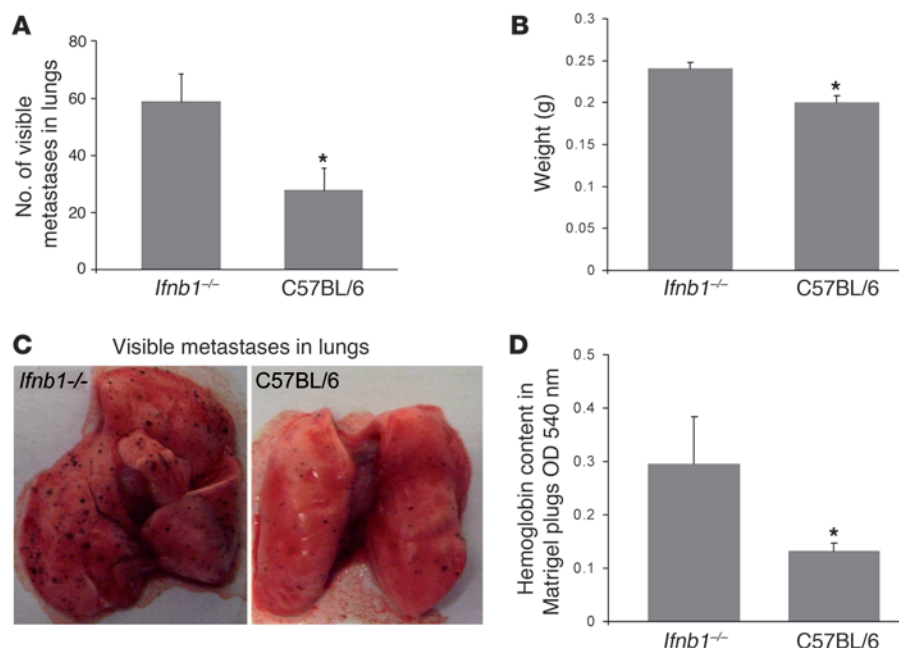 A
No. of visible
metastases in lungs
80
60
40
20
0
*
Ifnb1–/–
C57BL/6
B
Weight (g)
0.3
0.25
0.2
0.15
0.1
0.05
0
*
Ifnb1–/–
C57BL/6
C
Visible metastases in lungs
Ifnb1-/-
C57BL/6
D
Hemoglobin content in
Matrigel plugs OD 540 nm
0.5
0.4
0.3
0.2
0.1
0
*
Ifnb1–/–
C57BL/6